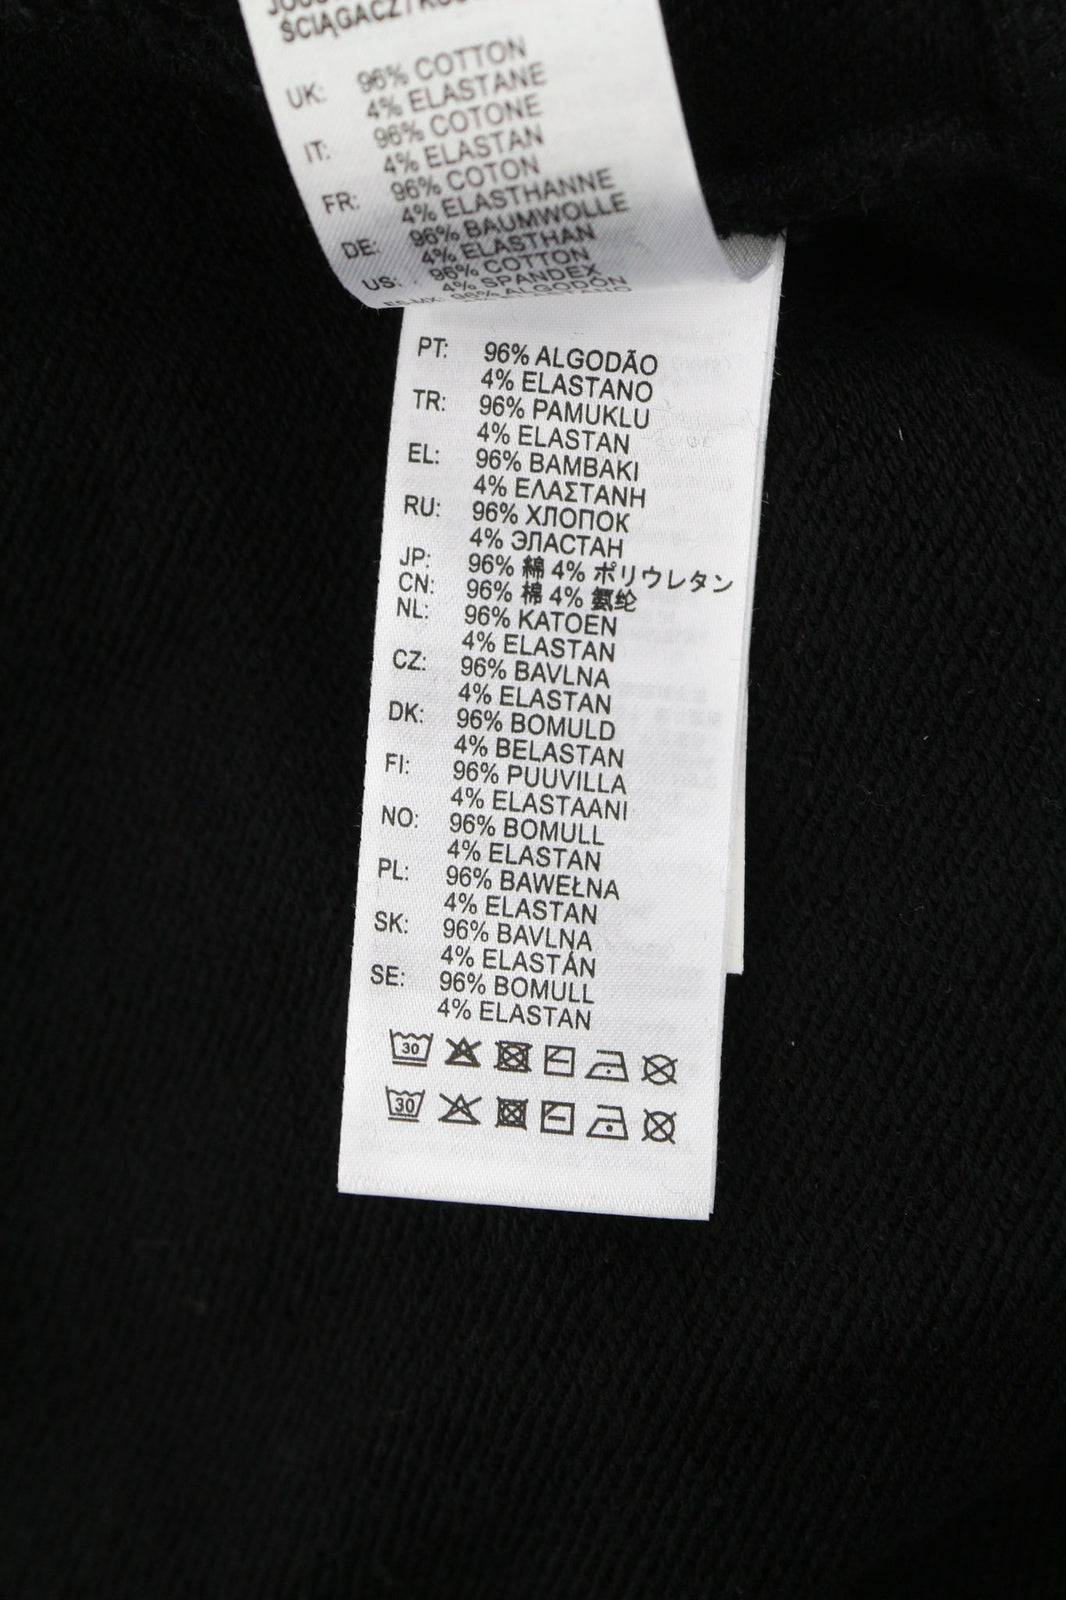 ŚCIĄGACZ /
UK: 96% COTTON
4% ELASTANE
IT: 96% COTONE
4% ELASTAN
FR: 96% COTON
4% ELASTHANNE
DE: 96% BAUMWOLLE
4% ELASTHAN
US: 96% COTTON
4% SPANDEX
ES-MX: 96% ALGODÓN
PT: 96% ALGODÃO
4% ELASTANO
TR: 96% PAMUKLU
4% ELASTAN
EL: 96% BAMBAKI
4% ΕΛΑΣΤΑΝΗ
RU: 96% ХЛОПОК
4% ЭЛАСТАН
JP: 96% 綿 4% ポリウレタン
CN: 96% 棉 4% 氨纶
NL: 96% KATOEN
4% ELASTAN
CZ: 96% BAVLNA
4% ELASTAN
DK: 96% BOMULD
4% BELASTAN
FI: 96% PUUVILLA
4% ELASTAANI
NO: 96% BOMULL
4% ELASTAN
PL: 96% BAWEŁNA
4% ELASTAN
SK: 96% BAVLNA
4% ELASTÁN
SE: 96% BOMULL
4% ELASTAN
30
30